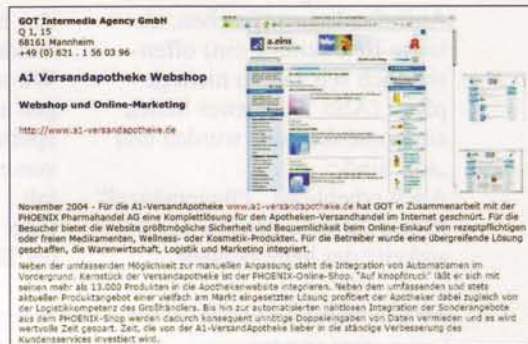 GOT Intermedia Agency GmbH
Q 1, 15
68161 Mannheim
+49 (0) 621 . 1 56 03 96
a.eins
A1 Versandapotheke Webshop
Webshop und Online-Marketing
http://www.a1-versandapotheke.de
November 2004 - Für die A1-VersandApotheke www.a1-versandapotheke.de hat GOT in Zusammenarbeit mit der
PHOENIX Pharmahandel AG eine Komplettlösung für den Apotheken-Versandhandel im Internet geschnürt. Für die
Besucher bietet die Website größtmögliche Sicherheit und Bequemlichkeit beim Online-Einkauf von rezeptpflichtigen
oder freien Medikamenten, Wellness- oder Kosmetik-Produkten. Für die Betreiber wurde eine übergreifende Lösung
geschaffen, die Warenwirtschaft, Logistik und Marketing integriert.
Neben der umfassenden Möglichkeit zur manuellen Anpassung steht die Integration von Automatismen im
Vordergrund. Kernstück der Versandapotheke ist der PHOENIX-Online-Shop. "Auf Knopfdruck" läßt er sich mit
seinen mehr als 13.000 Produkten in die Apothekenwebsite integrieren. Neben dem umfassenden und stets
aktuellen Produktangebot einer vielfach am Markt eingesetzten Lösung profitiert der Apotheker dabei zugleich von
der Logistikkompetenz des Großhändlers. Bis hin zur automatisierten nahtlosen Integration der Sonderangebote
aus dem PHOENIX-Shop werden dadurch konsequent unnötige Doppeleingaben von Daten vermieden und es wird
wertvolle Zeit gespart. Zeit, die von der A1-VersandApotheke lieber in die ständige Verbesserung des
Kundenservices investiert wird.